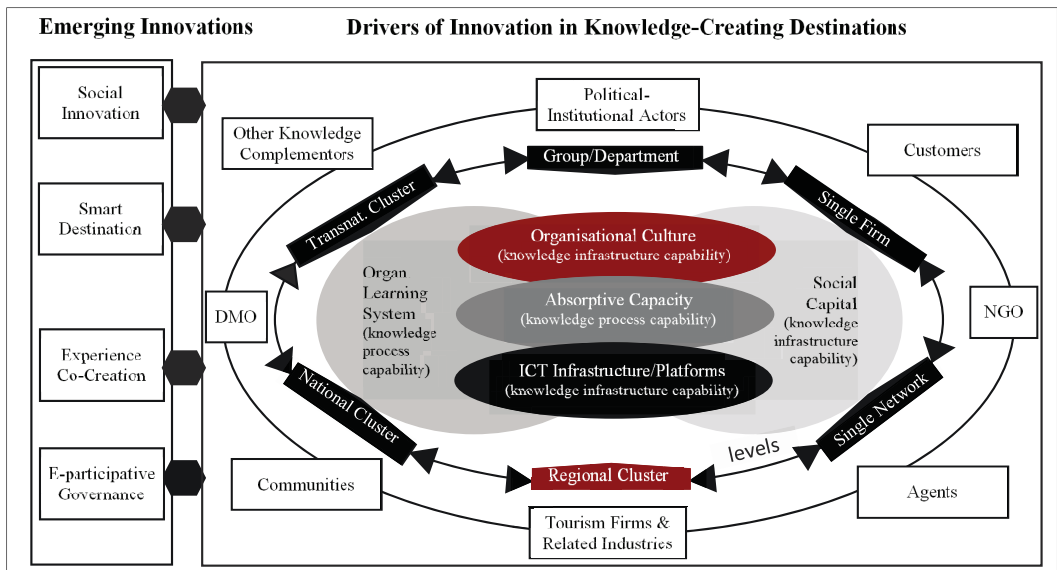 Emerging Innovations
Drivers of Innovation in Knowledge-Creating Destinations
Social
Innovation
Smart
Destination
Experience
Co-Creation
E-participative
Governance
Political-
Institutional Actors
Other Knowledge
Complementors
Customers
Group/Department
Transnat. Cluster
Single Firm
Organisational Culture
(knowledge infrastructure capability)
Organ
Learning
System
(knowledge
process
capability)
Absorptive Capacity
(knowledge process capability)
Social
Capital
(knowledge
infrastructure
capability)
DMO
NGO
ICT Infrastructure/Platforms
(knowledge infrastructure capability)
National Cluster
Single Network
levels
Regional Cluster
Communities
Agents
Tourism Firms &
Related Industries